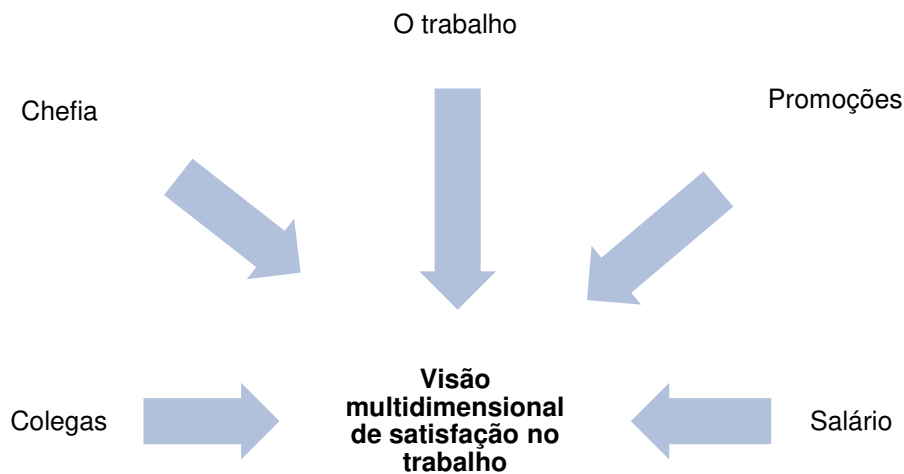 O trabalho
Chefia
Promoções
Colegas
Visão
multidimensional
de satisfação no
trabalho
Salário